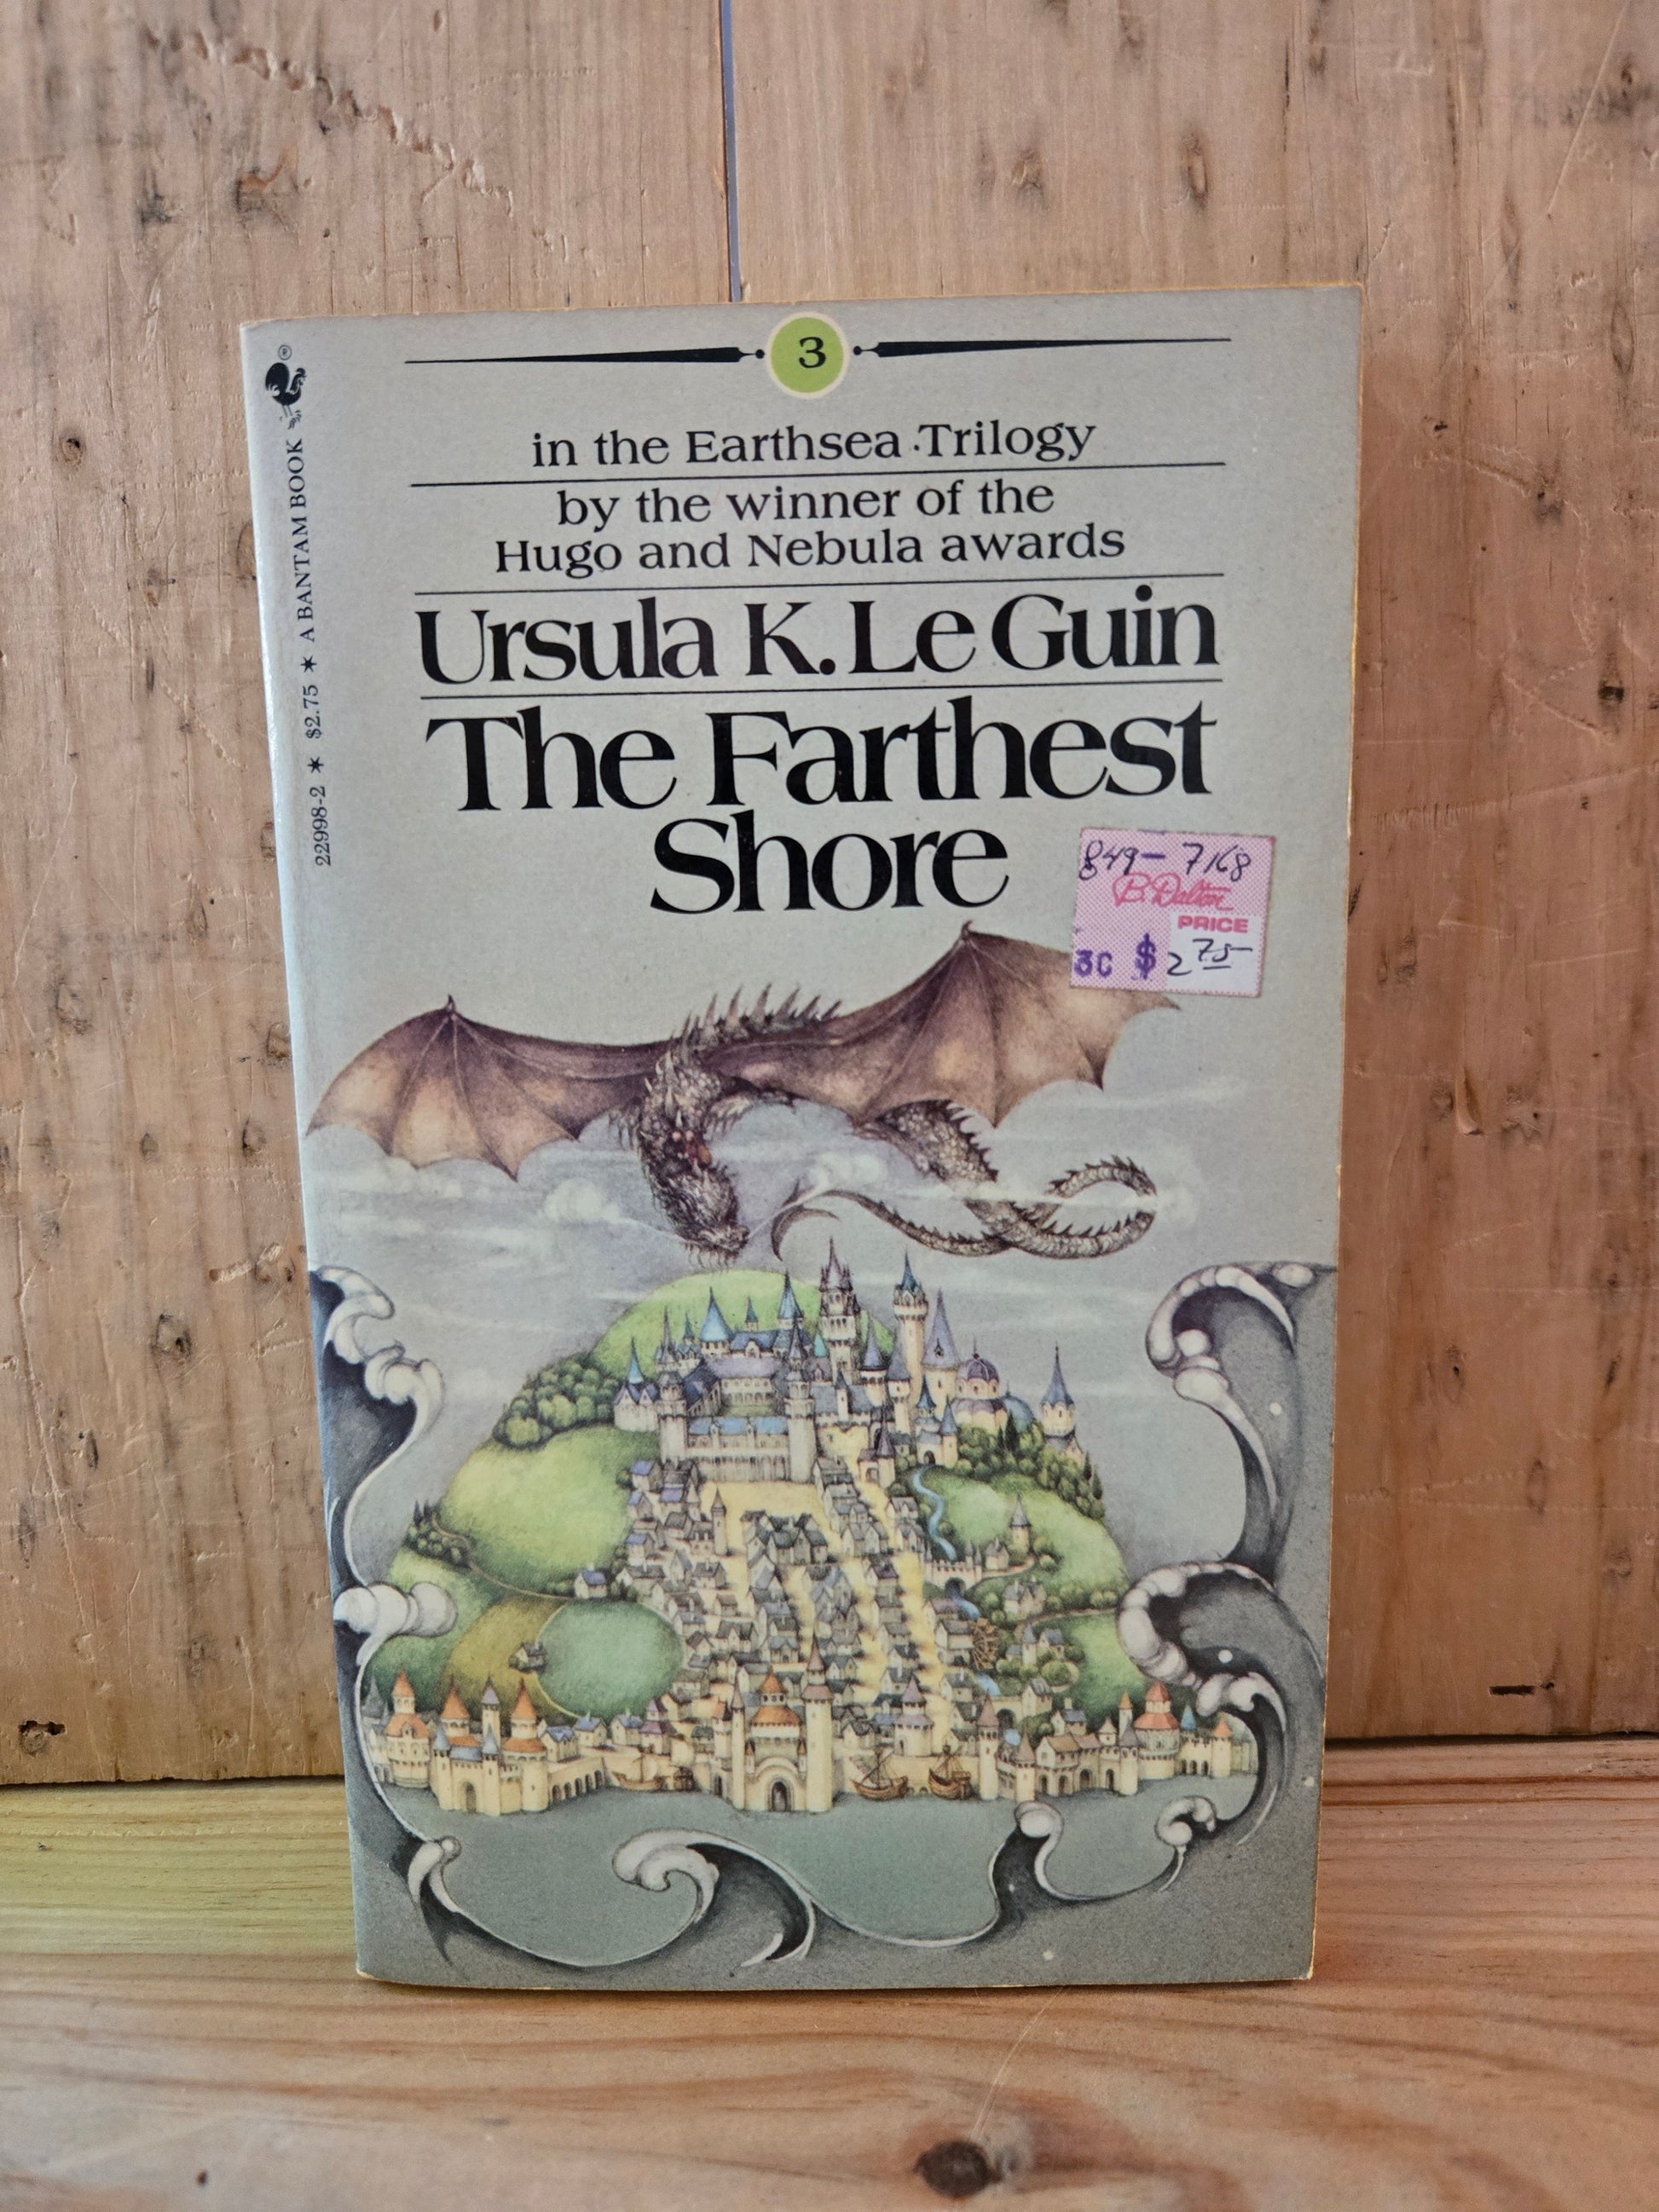 3
in the Earthsea Trilogy
by the winner of the
Hugo and Nebula awards
Ursula K. Le Guin
The Farthest
Shore
849-7168
B. Dalton
PRICE
3C $ 2 75
22998-2 * $2.75 * A BANTAM BOOK ®